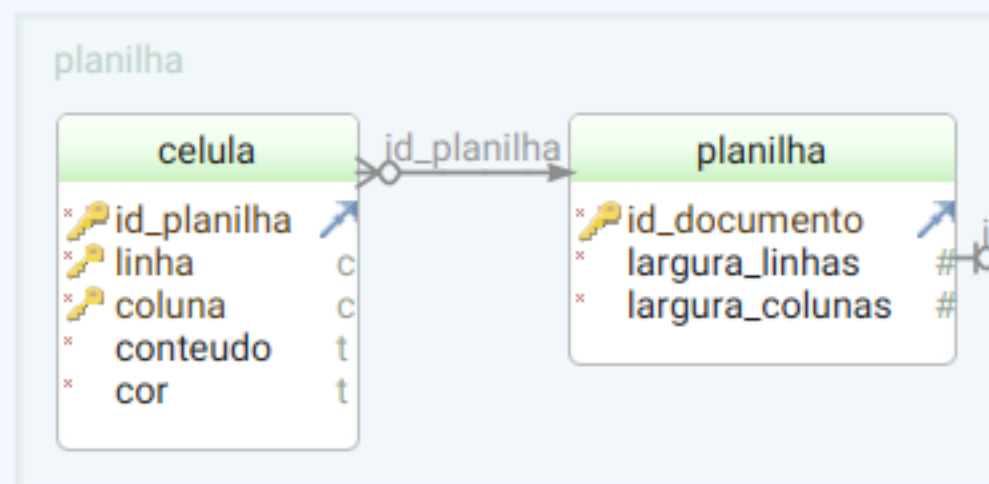 planilha
celula
id_planilha
planilha
id_planilha
linha c
coluna c
conteudo t
cor t
id_documento
largura_linhas #
largura_colunas #